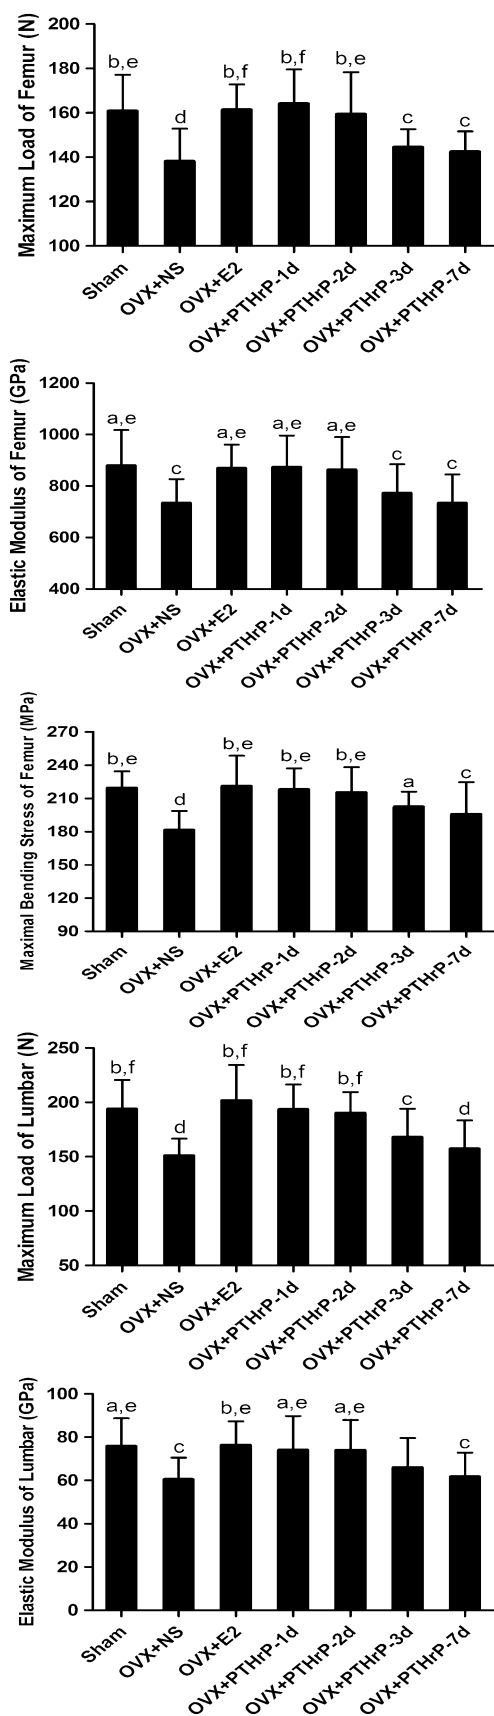 Maximum Load of Femur (N)
200
180
160
140
120
100
b,e
d
b,f
b,f
b,e
c
c
Sham
OVX+NS
OVX+E2
OVX+PTHrP-1d
OVX+PTHrP-2d
OVX+PTHrP-3d
OVX+PTHrP-7d
Elastic Modulus of Femur (GPa)
1200
1000
800
600
400
a,e
c
a,e
a,e
a,e
c
c
Sham
OVX+NS
OVX+E2
OVX+PTHrP-1d
OVX+PTHrP-2d
OVX+PTHrP-3d
OVX+PTHrP-7d
Maximal Bending Stress of Femur (MPa)
270
240
210
180
150
120
90
b,e
d
b,e
b,e
b,e
a
c
Sham
OVX+NS
OVX+E2
OVX+PTHrP-1d
OVX+PTHrP-2d
OVX+PTHrP-3d
OVX+PTHrP-7d
Maximum Load of Lumbar (N)
250
200
150
100
50
b,f
d
b,f
b,f
b,f
c
d
Sham
OVX+NS
OVX+E2
OVX+PTHrP-1d
OVX+PTHrP-2d
OVX+PTHrP-3d
OVX+PTHrP-7d
Elastic Modulus of Lumbar (GPa)
100
80
60
40
20
0
a,e
c
b,e
a,e
a,e
c
Sham
OVX+NS
OVX+E2
OVX+PTHrP-1d
OVX+PTHrP-2d
OVX+PTHrP-3d
OVX+PTHrP-7d